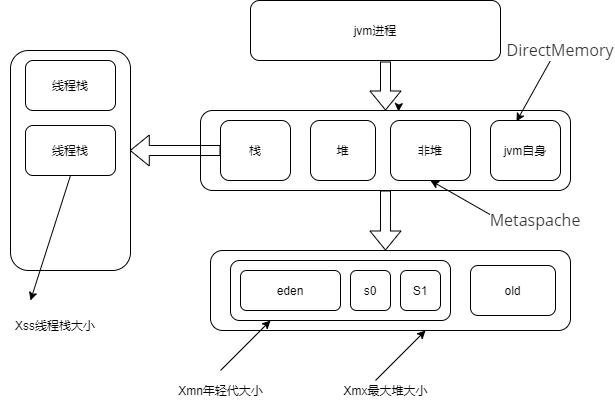 jvm进程
DirectMemory
线程栈
线程栈
栈
堆
非堆
jvm自身
Metaspache
eden
s0
S1
old
Xss线程栈大小
Xmn年轻代大小
Xmx最大堆大小